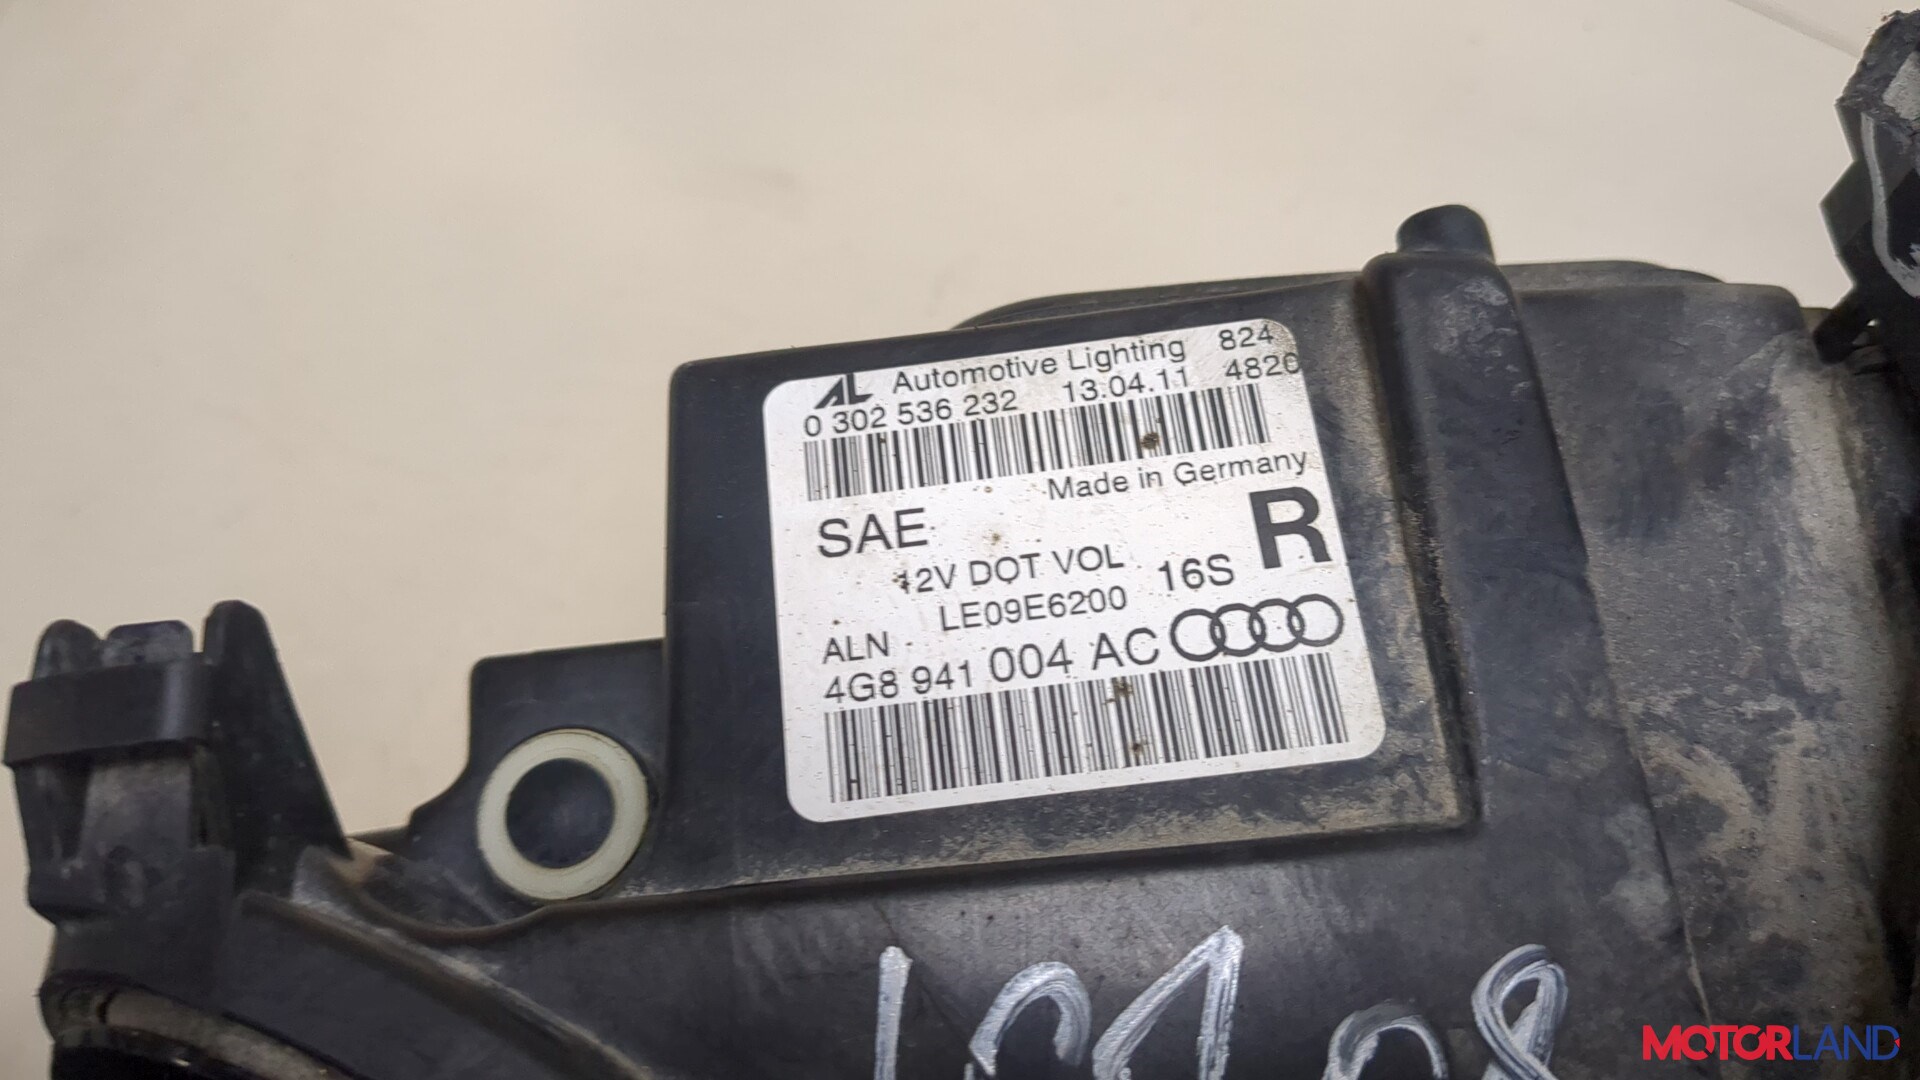 AL Automotive Lighting 824
0 302 536 232 13.04.11 4820
Made in Germany
SAE
R
12V DOT VOL 16S
LE09E6200
ALN
4G8 941 004 AC
MOTORLAND